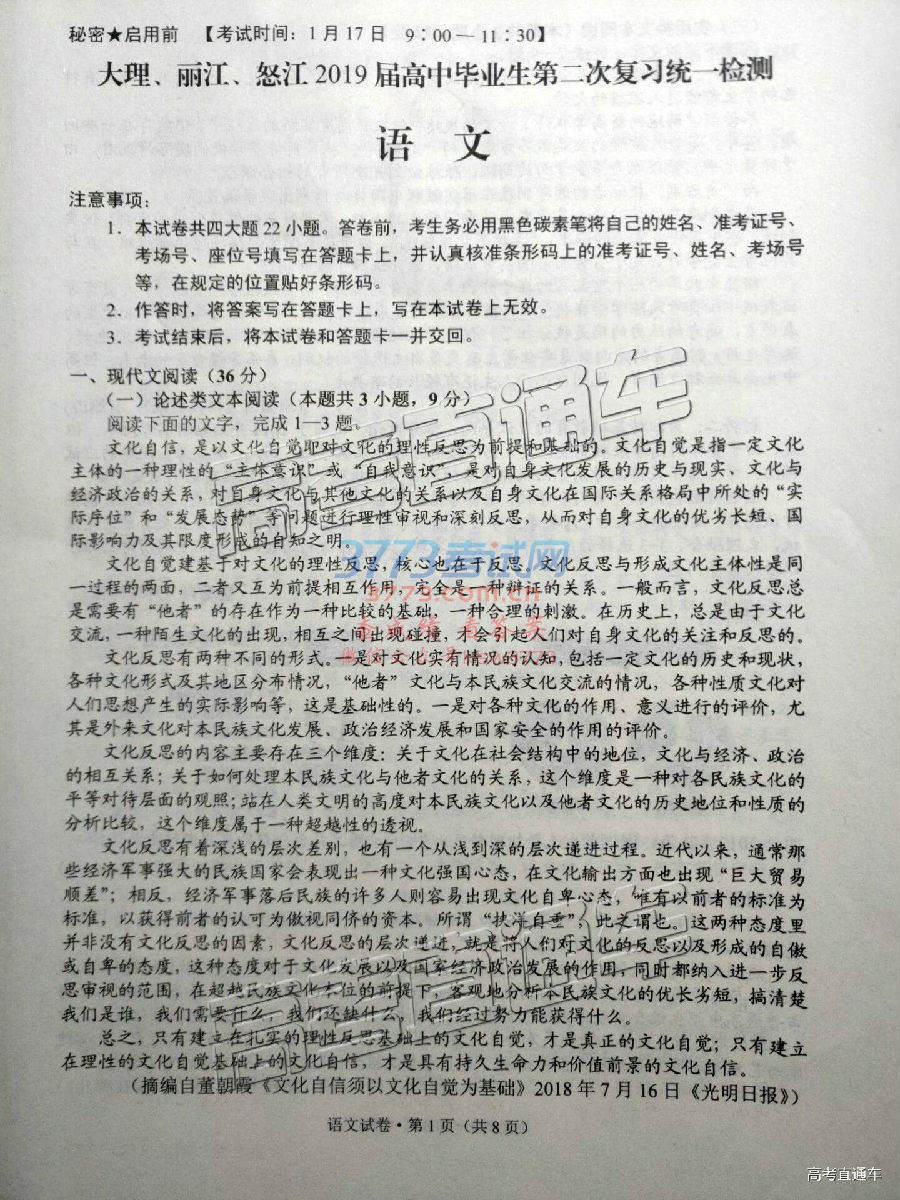 秘密★启用前 【考试时间：1月17日 9∶00—11∶30】
大理、丽江、怒江2019届高中毕业生第二次复习统一检测
语 文
注意事项：
1．本试卷共四大题22小题。答卷前，考生务必用黑色碳素笔将自己的姓名、准考证号、
考场号、座位号填写在答题卡上，并认真核准条形码上的准考证号、姓名、考场号
等，在规定的位置贴好条形码。
2．作答时，将答案写在答题卡上，写在本试卷上无效。
3．考试结束后，将本试卷和答题卡一并交回。
一、现代文阅读（36分）
（一）论述类文本阅读（本题共3小题，9分）
阅读下面的文字，完成1—3题。
文化自信，是以文化自觉即对文化的理性反思为前提和基础的。文化自觉是指一定文化
主体的一种理性的“主体意识”或“自我意识”，是对自身文化发展的历史与现实、文化与
经济政治的关系，对自身文化与其他文化的关系以及自身文化在国际关系格局中所处的“实
际序位”和“发展态势”等问题进行理性审视和深刻反思，从而对自身文化的优劣长短、国
际影响力及其限度形成的自知之明。
文化自觉建基于对文化的理性反思，核心也在于反思。文化反思与形成文化主体性是同
一过程的两面，二者又互为前提相互作用，完全是一种辩证的关系。一般而言，文化反思总
是需要有“他者”的存在作为一种比较的基础，一种合理的刺激。在历史上，总是由于文化
交流，一种陌生文化的出现，相互之间出现碰撞，才会引起人们对自身文化的关注和反思的。
文化反思有两种不同的形式。一是对文化实有情况的认知，包括一定文化的历史和现状，
各种文化形式及其地区分布情况，“他者”文化与本民族文化交流的情况，各种性质文化对
人们思想产生的实际影响等，这是基础性的。一是对各种文化的作用、意义进行的评价，尤
其是外来文化对本民族文化发展、政治经济发展和国家安全的作用的评价。
文化反思的内容主要存在三个维度：关于文化在社会结构中的地位，文化与经济、政治
的相互关系；关于如何处理本民族文化与他者文化的关系，这个维度是一种对各民族文化的
平等对待层面的观照；站在人类文明的高度对本民族文化以及他者文化的历史地位和性质的
分析比较，这个维度属于一种超越性的透视。
文化反思有着深浅的层次差别，也有一个从浅到深的层次递进过程。近代以来，通常那
些经济军事强大的民族国家会表现出一种文化强国心态，在文化输出方面也出现“巨大贸易
顺差”；相反，经济军事落后民族的许多人则容易出现文化自卑心态，唯有以前者的标准为
标准，以获得前者的认可为傲视同侪的资本。所谓“挟洋自重”，此之谓也。这两种态度里
并非没有文化反思的因素，文化反思的层次递进，就是将人们对文化的反思以及形成的自傲
或自卑的态度，这种态度对于文化发展以及国家经济政治发展的作用，同时都纳入进一步反
思审视的范围，在超越民族文化本位的前提下，客观地分析本民族文化的优长劣短，搞清楚
我们是谁，我们需要什么，我们还缺什么，我们经过努力能获得什么。
总之，只有建立在扎实的理性反思基础上的文化自觉，才是真正的文化自觉；只有建立
在理性的文化自觉基础上的文化自信，才是具有持久生命力和价值前景的文化自信。
（摘编自董朝霞《文化自信须以文化自觉为基础》2018年7月16日《光明日报》）
语文试卷·第1页（共8页）
高考直通车
高考直通车
3773考试网
3773.com.cn
高考直通车